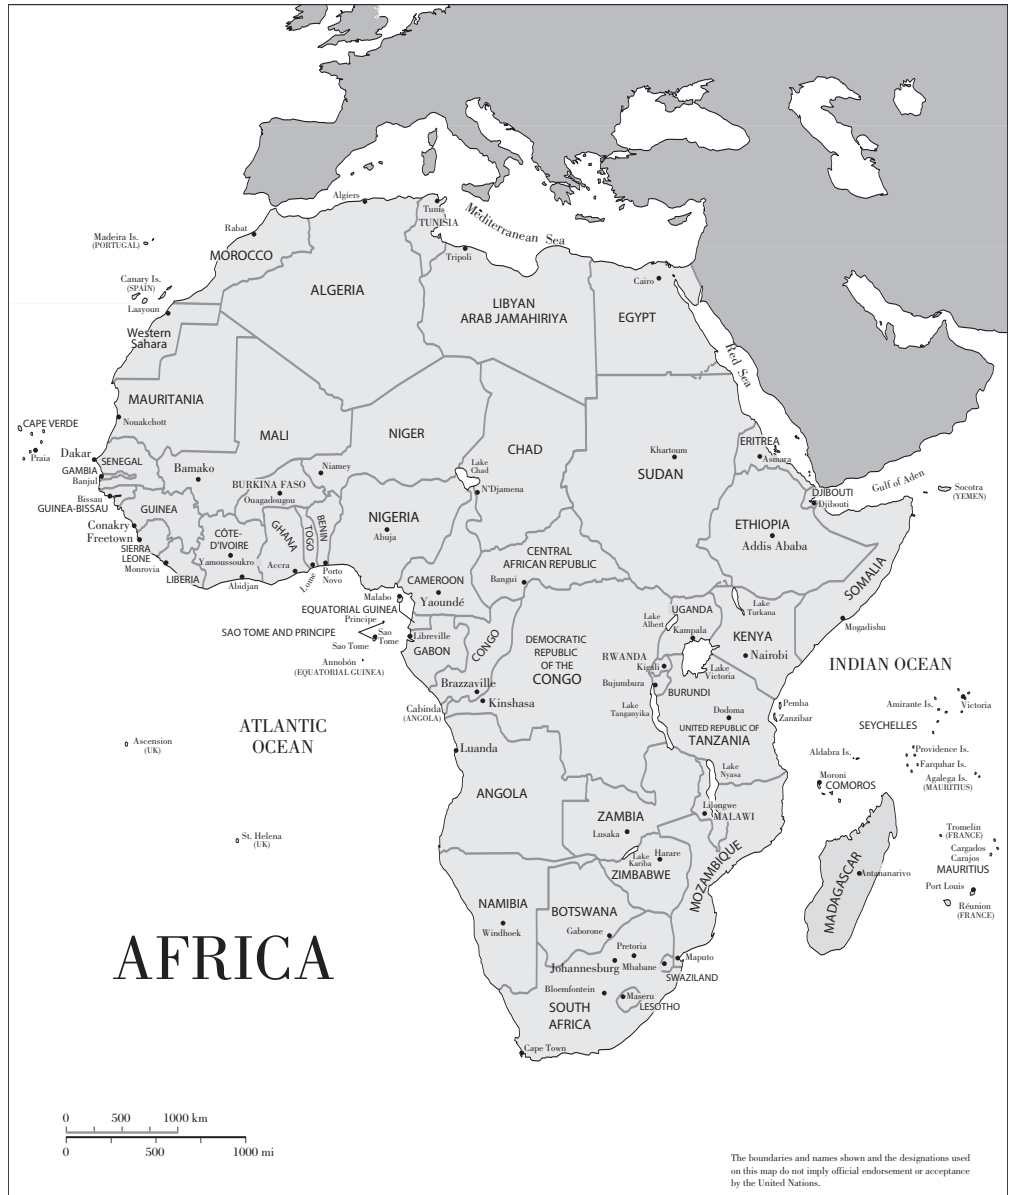 Algiers
Tunis
TUNISIA
Mediterranean Sea
Rabat
Madeira Is.
(PORTUGAL)
MOROCCO
Tripoli
Canary Is.
(SPAIN)
Cairo
ALGERIA
LIBYAN
ARAB JAMAHIRIYA
EGYPT
Laayoun
Western
Sahara
Red Sea
MAURITANIA
Nouakchott
CAPE VERDE
Praia
MALI
NIGER
CHAD
Khartoum
SUDAN
ERITREA
Asmara
Dakar
SENEGAL
GAMBIA
Banjul
Bamako
Niamey
Lake
Chad
N'Djamena
Gulf of Aden
Socotra
(YEMEN)
BURKINA FASO
Ouagadougou
DJIBOUTI
Djibouti
Bissau
GUINEA-BISSAU
GUINEA
NIGERIA
Abuja
BENIN
TOGO
GHANA
CÔTE-
D'IVOIRE
Yamoussoukro
ETHIOPIA
Addis Ababa
Conakry
Freetown
SIERRA
LEONE
Monrovia
LIBERIA
Abidjan
Accra
Lome
Porto
Novo
CENTRAL
AFRICAN REPUBLIC
Bangui
SOMALIA
CAMEROON
Yaoundé
Malabo
EQUATORIAL GUINEA
Principe
SAO TOME AND PRINCIPE
Sao
Tome
Sao Tome
Annobón
(EQUATORIAL GUINEA)
Libreville
GABON
CONGO
DEMOCRATIC
REPUBLIC
OF THE
CONGO
UGANDA
Lake
Albert
Kampala
Lake
Turkana
KENYA
Nairobi
Mogadishu
RWANDA
Kigali
Lake
Victoria
Bujumbura
BURUNDI
INDIAN OCEAN
Brazzaville
Kinshasa
Cabinda
(ANGOLA)
Lake
Tanganyika
Dodoma
UNITED REPUBLIC OF
TANZANIA
Pemba
Zanzibar
Amirante Is.
Victoria
SEYCHELLES
ATLANTIC
OCEAN
Ascension
(UK)
Luanda
Providence Is.
Aldabra Is.
Farquhar Is.
Lake
Nyasa
Moroni
COMOROS
Agalega Is.
(MAURITIUS)
ANGOLA
ZAMBIA
Lusaka
Lilongwe
MALAWI
St. Helena
(UK)
Tromelin
(FRANCE)
Cargados
Carajos
MAURITIUS
Port Louis
Réunion
(FRANCE)
Lake
Kariba
Harare
ZIMBABWE
MOZAMBIQUE
MADAGASCAR
Antananarivo
NAMIBIA
Windhoek
BOTSWANA
Gaborone
AFRICA
Pretoria
Johannesburg
Mbabane
Maputo
SWAZILAND
Bloemfontein
Maseru
LESOTHO
SOUTH
AFRICA
Cape Town
0 500 1000 km
0 500 1000 mi
The boundaries and names shown and the designations used
on this map do not imply official endorsement or acceptance
by the United Nations.